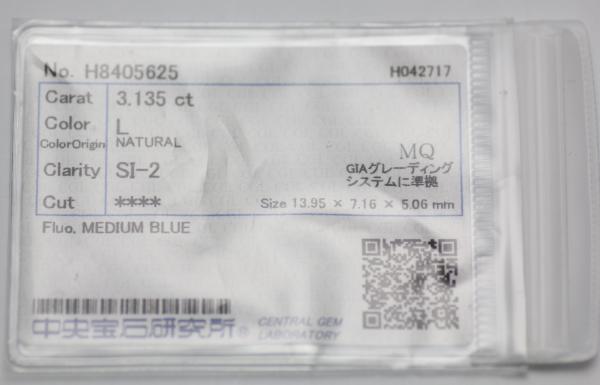 No. H8405625 H042717
Carat 3.135 ct
Color L
ColorOrigin NATURAL
MQ
Clarity SI-2 GIAグレーディング
システムに準拠
Cut **** Size 13.95 × 7.16 × 5.06 mm
Fluo. MEDIUM BLUE
中央宝石研究所® CENTRAL GEM
LABORATORY